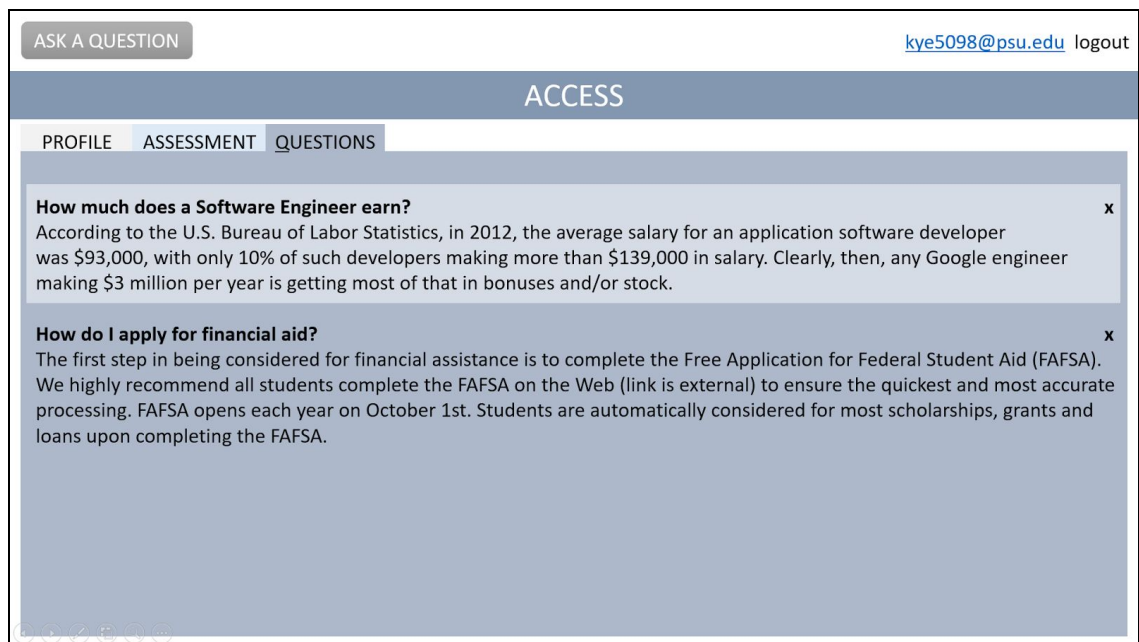 ASK A QUESTION
kye5098@psu.edu logout
ACCESS
PROFILE ASSESSMENT QUESTIONS
How much does a Software Engineer earn? x
According to the U.S. Bureau of Labor Statistics, in 2012, the average salary for an application software developer
was $93,000, with only 10% of such developers making more than $139,000 in salary. Clearly, then, any Google engineer
making $3 million per year is getting most of that in bonuses and/or stock.
How do I apply for financial aid? x
The first step in being considered for financial assistance is to complete the Free Application for Federal Student Aid (FAFSA).
We highly recommend all students complete the FAFSA on the Web (link is external) to ensure the quickest and most accurate
processing. FAFSA opens each year on October 1st. Students are automatically considered for most scholarships, grants and
loans upon completing the FAFSA.